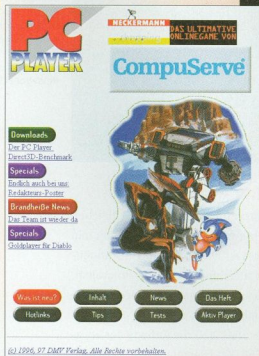 PC
PLAYER
NECKERMANN
DAS ULTIMATIVE
ONLINEGAME VON
CompuServe
Downloads
Der PC Player
Direct3D-Benchmark
Specials
Endlich auch bei uns:
Redakteurs-Poster
Brandheiße News
Das Team ist wieder da
Specials
Goldplayer für Diablo
Was ist neu?
Inhalt
News
Das Heft
Hotlinks
Tips
Tests
Aktiv Player
(c) 1996, 97 DMV Verlag. Alle Rechte vorbehalten.